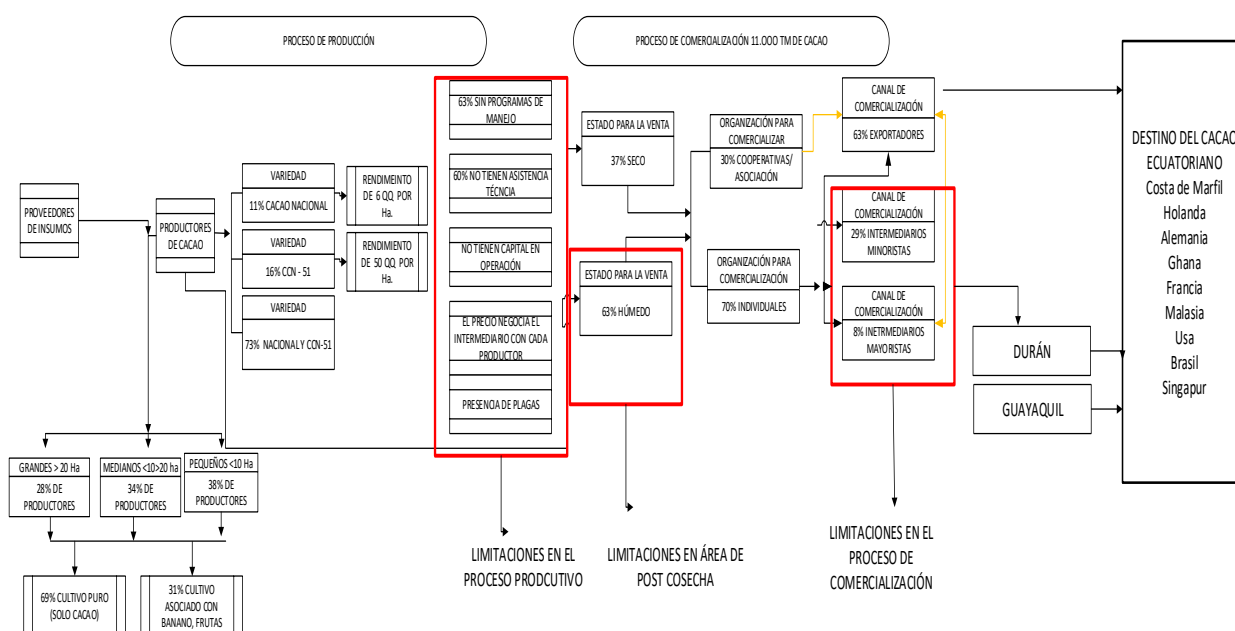 PROCESO DE PRODUCCIÓN
PROCESO DE COMERCIALIZACIÓN 11.000 TM DE CACAO
PROVEEDORES
DE INSUMOS
PRODUCTORES
DE CACAO
VARIEDAD
11% CACAO NACIONAL
RENDIMEINTO
DE 6 QQ POR
Ha.
VARIEDAD
16% CCN - 51
RENDIMIENTO
DE 50 QQ POR
Ha.
VARIEDAD
73% NACIONAL Y CCN-51
GRANDES > 20 Ha
28% DE
PRODUCTORES
MEDIANOS <10>20 ha
34% DE
PRODUCTORES
PEQUEÑOS <10 Ha
38% DE
PRODUCTORES
69% CULTIVO PURO
(SOLO CACAO)
31% CULTIVO
ASOCIADO CON
BANANO, FRUTAS
63% SIN PROGRAMAS DE
MANEJO
60% NO TIENEN ASISTENCIA
TÉCNCIA
NO TIENEN CAPITAL EN
OPERACIÓN
EL PRECIO NEGOCIA EL
INTERMEDIARIO CON CADA
PRODUCTOR
PRESENCIA DE PLAGAS
LIMITACIONES EN EL
PROCESO PRODCUTIVO
ESTADO PARA LA VENTA
37% SECO
ESTADO PARA LA VENTA
63% HÚMEDO
LIMITACIONES EN ÁREA DE
POST COSECHA
ORGANIZACIÓN PARA
COMERCIALIZAR
30% COOPERATIVAS/
ASOCIACIÓN
ORGANIZACIÓN PARA
COMERCIALIZACIÓN
70% INDIVIDUALES
CANAL DE
COMERCIALIZACIÓN
63% EXPORTADORES
CANAL DE
COMERCIALIZACIÓN
29% INTERMEDIARIOS
MINORISTAS
CANAL DE
COMERCIALIZACIÓN
8% INETRMEDIARIOS
MAYORISTAS
LIMITACIONES EN EL
PROCESO DE
COMERCIALIZACIÓN
DURÁN
GUAYAQUIL
DESTINO DEL CACAO
ECUATORIANO
Costa de Marfil
Holanda
Alemania
Ghana
Francia
Malasia
Usa
Brasil
Singapur